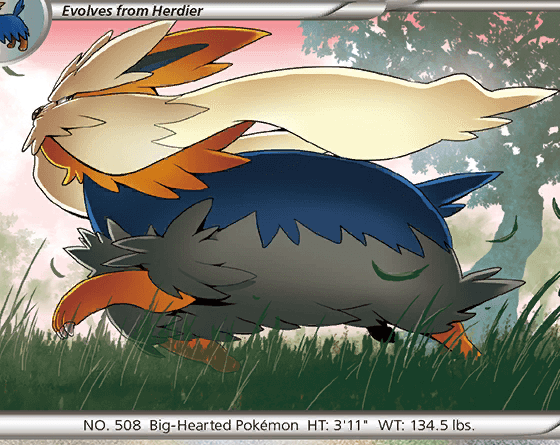 Evolves from Herdier
NO. 508 Big-Hearted Pokémon HT: 3'11" WT: 134.5 lbs.